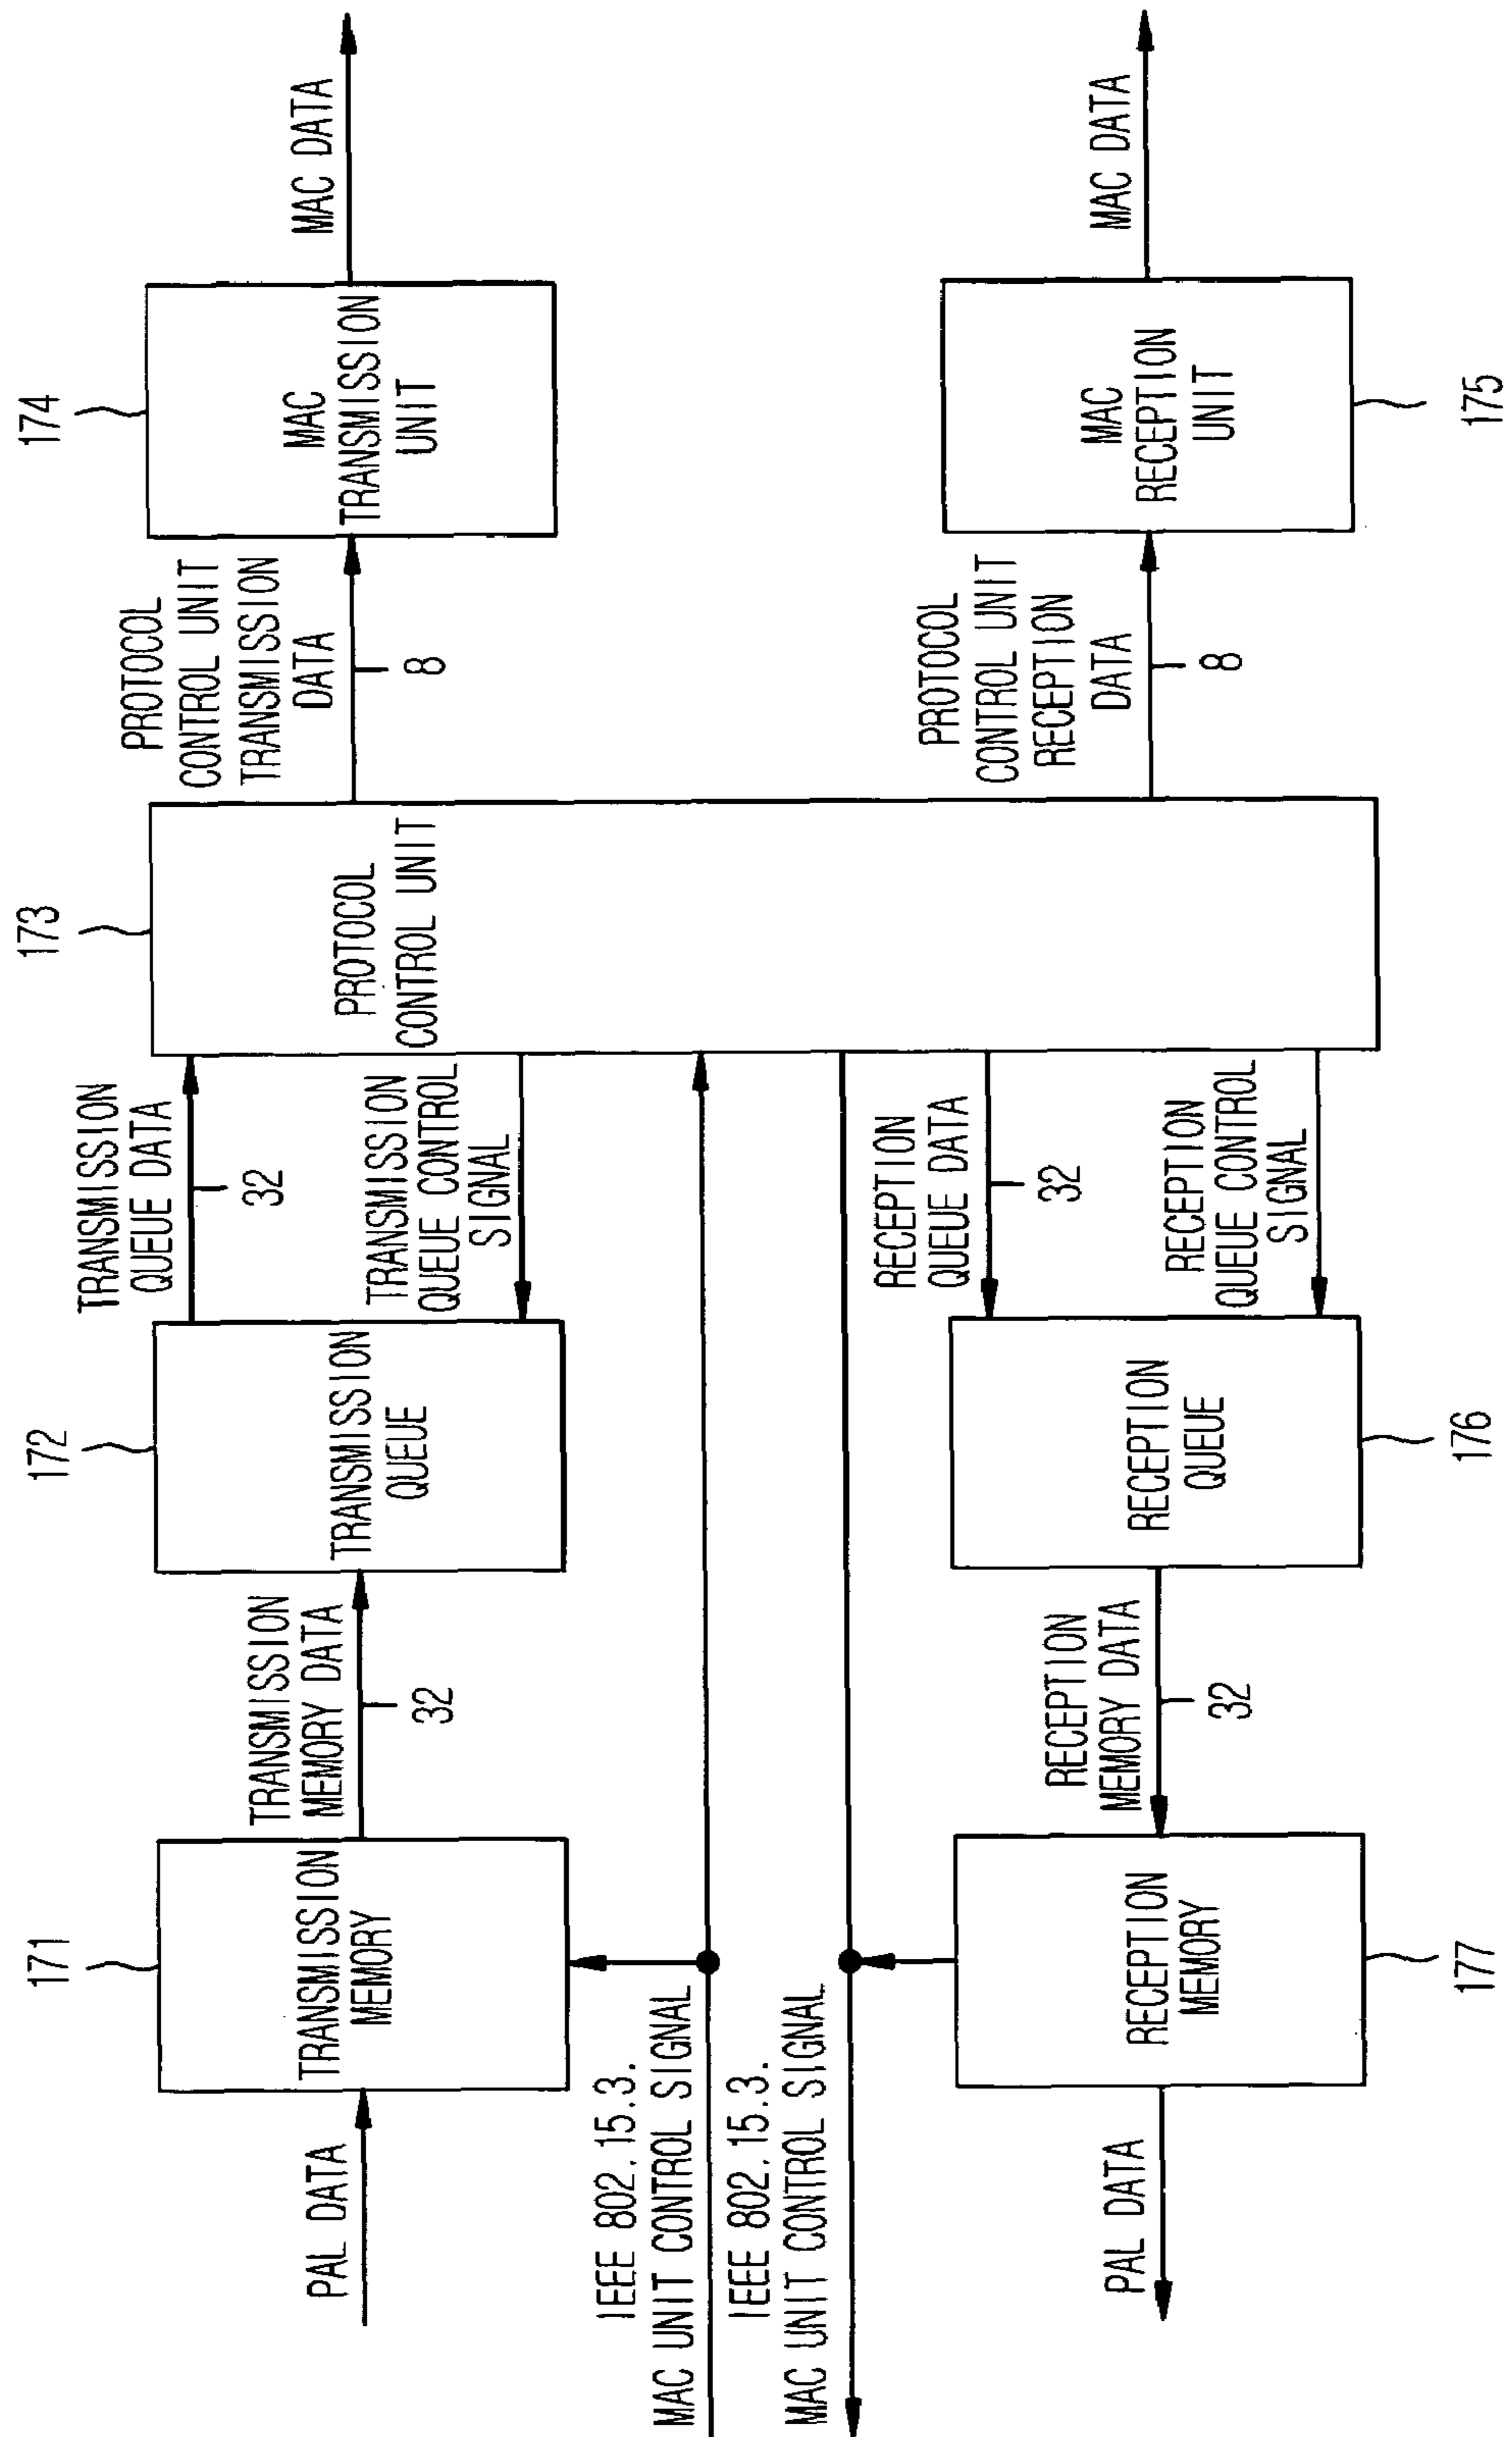 171
172
173
174
PAL DATA
TRANSMISSION
MEMORY
TRANSMISSION
MEMORY DATA
32
TRANSMISSION
QUEUE
TRANSMISSION
QUEUE DATA
32
TRANSMISSION
QUEUE CONTROL
SIGNAL
PROTOCOL
CONTROL UNIT
PROTOCOL
CONTROL UNIT
TRANSMISSION
DATA
8
MAC
TRANSMISSION
UNIT
MAC DATA
IEEE 802.15.3.
MAC UNIT CONTROL SIGNAL
IEEE 802.15.3.
MAC UNIT CONTROL SIGNAL
PAL DATA
RECEPTION
MEMORY
RECEPTION
MEMORY DATA
32
RECEPTION
QUEUE
RECEPTION
QUEUE DATA
32
RECEPTION
QUEUE CONTROL
SIGNAL
PROTOCOL
CONTROL UNIT
RECEPTION
DATA
8
MAC
RECEPTION
UNIT
MAC DATA
177
176
175